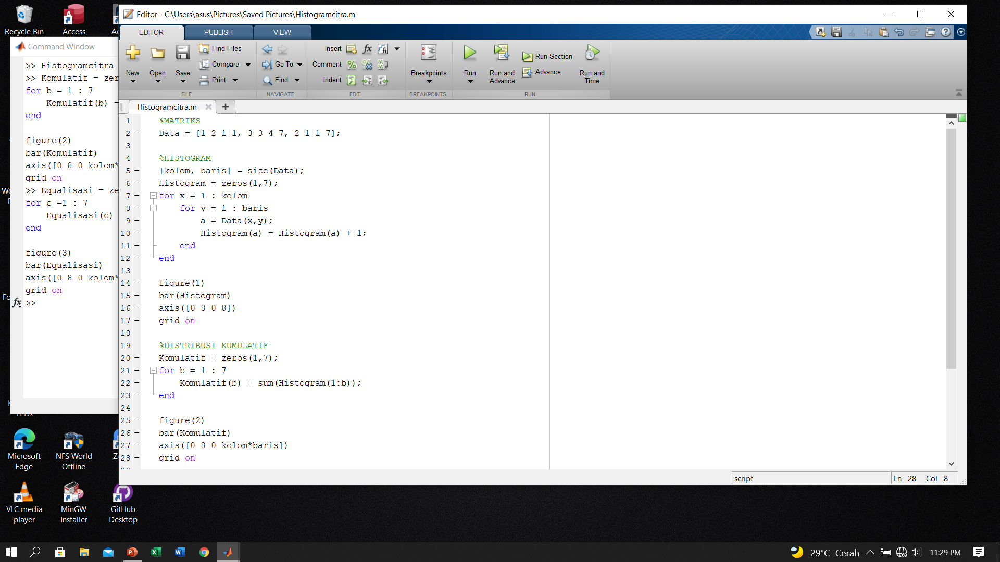 Recycle Bin
Access
Editor - C:\Users\asus\Pictures\Saved Pictures\Histogramcitra.m
EDITOR PUBLISH VIEW
New
Open
Save
Find Files
Compare
Print
FILE
Go To
Find
NAVIGATE
Insert fx
Comment
Indent
EDIT
Breakpoints
BREAKPOINTS
Run
Run and
Advance
Run Section
Advance
Run and
Time
RUN
Histogramcitra.m
1 %MATRIKS
2 Data = [1 2 1 1, 3 3 4 7, 2 1 1 7];
3
4 %HISTOGRAM
5 [kolom, baris] = size(Data);
6 Histogram = zeros(1,7);
7 for x = 1 : kolom
8 for y = 1 : baris
9 a = Data(x,y);
10 Histogram(a) = Histogram(a) + 1;
11 end
12 end
13
14 figure(1)
15 bar(Histogram)
16 axis([0 8 0 8])
17 grid on
18
19 %DISTRIBUSI KUMULATIF
20 Komulatif = zeros(1,7);
21 for b = 1 : 7
22 Komulatif(b) = sum(Histogram(1:b));
23 end
24
25 figure(2)
26 bar(Komulatif)
27 axis([0 8 0 kolom*baris])
28 grid on
script
Ln 28 Col 8
Command Window
>> Histogramcitra
>> Komulatif = zer
for b = 1 : 7
Komulatif(b) =
end
figure(2)
bar(Komulatif)
axis([0 8 0 kolom*
grid on
>> Equalisasi = ze
for c =1 : 7
Equalisasi(c)
end
figure(3)
bar(Equalisasi)
axis([0 8 0 kolom*
grid on
fx >>
Microsoft
Edge
NFS World
Offline
VLC media
player
MinGW
Installer
GitHub
Desktop
29°C Cerah
11:29 PM